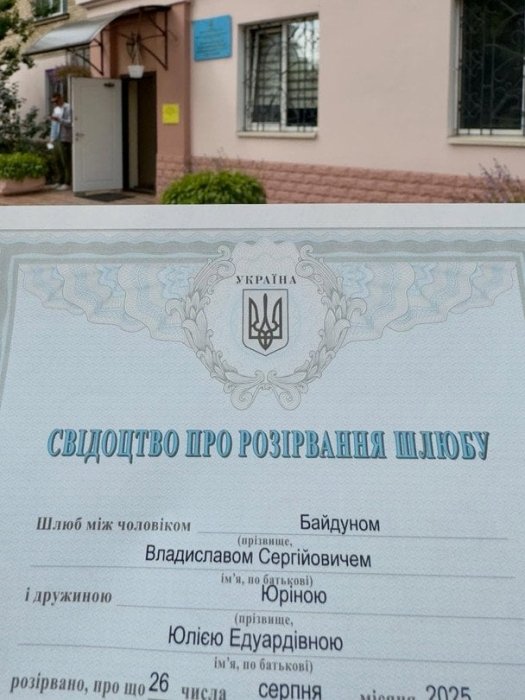 УКРАЇНА
СВІДОЦТВО ПРО РОЗІРВАННЯ ШЛЮБУ
Шлюб між чоловіком Байдуном
(прізвище,
Владиславом Сергійовичем
ім'я, по батькові)
і дружиною Юріною
(прізвище,
Юлією Едуардівною
ім'я, по батькові)
розірвано, про що 26 числа серпня місяця 2025